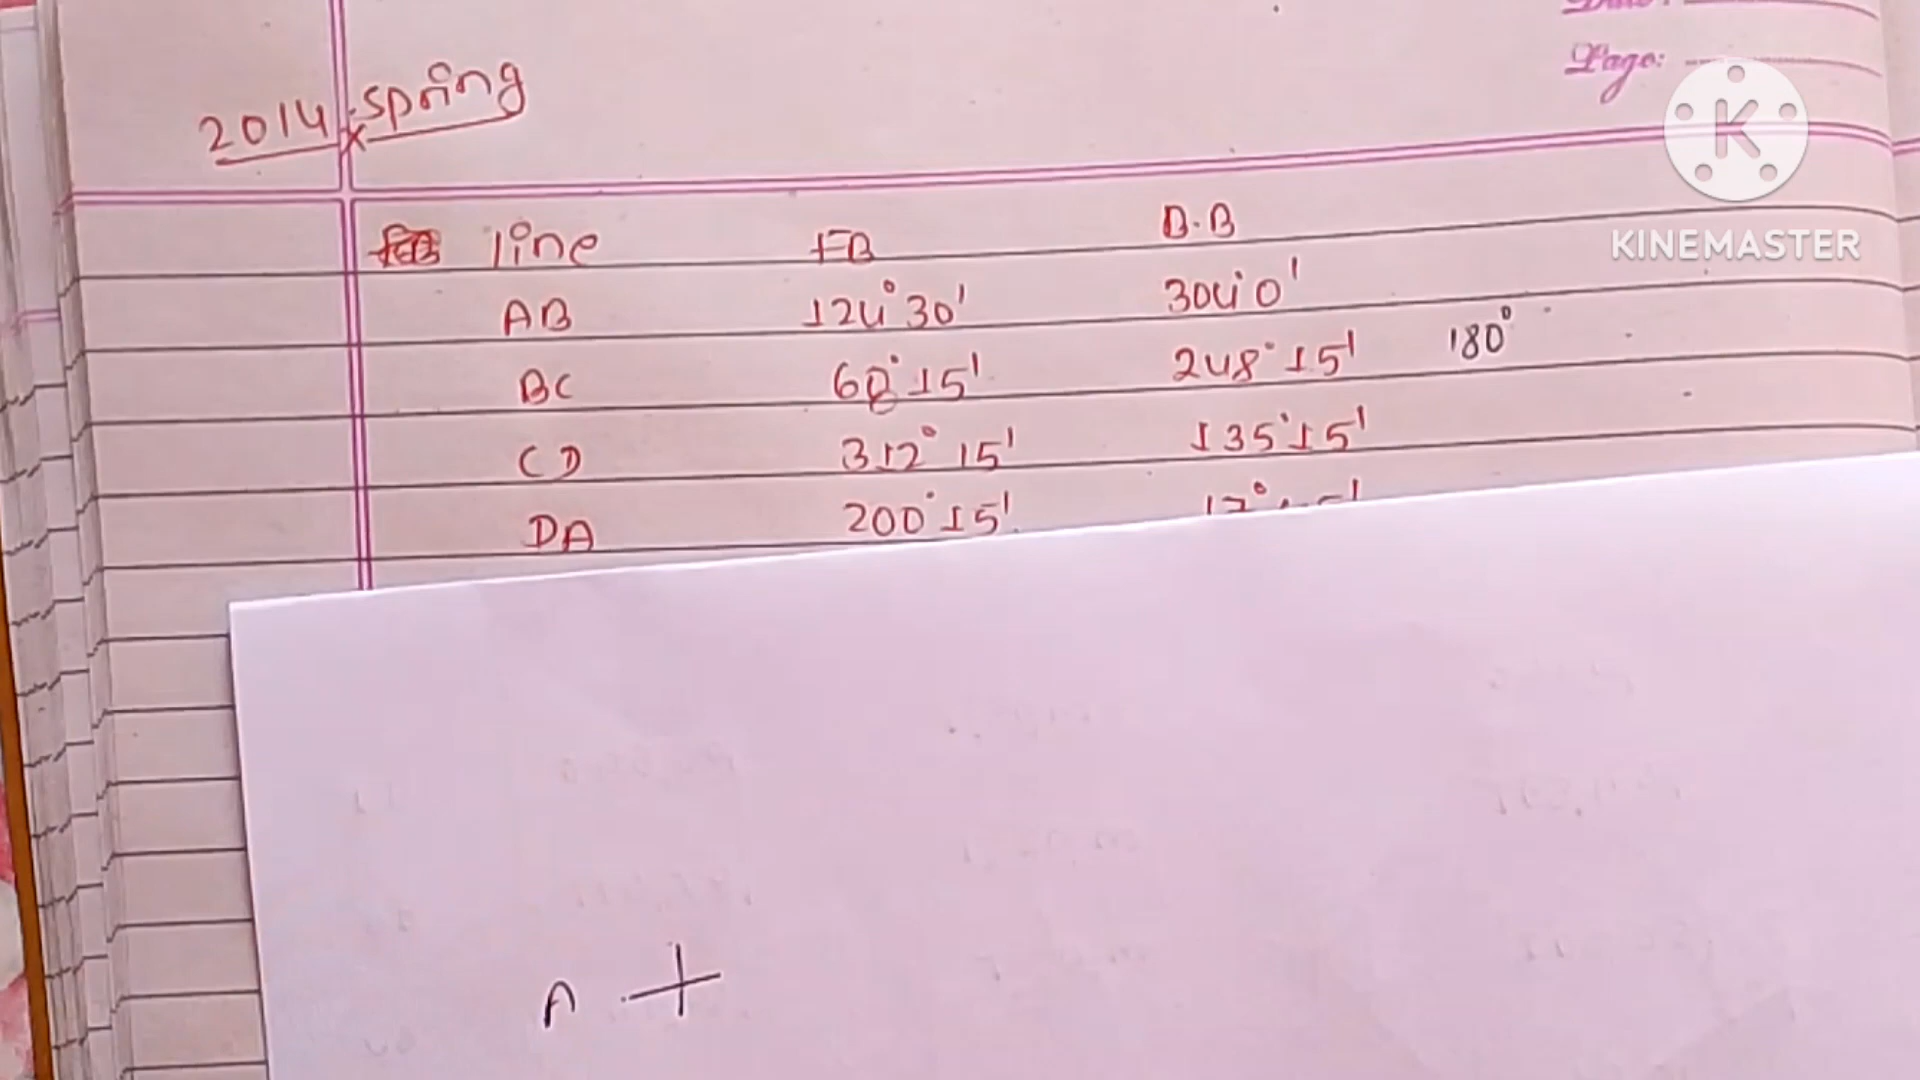 Page:
2014 spring
line FB B.B
AB 124°30' 304°0'
BC 68°15' 248°15' 180°
CD 312°15' 135°15'
DA 200°15'
A
KINEMASTER